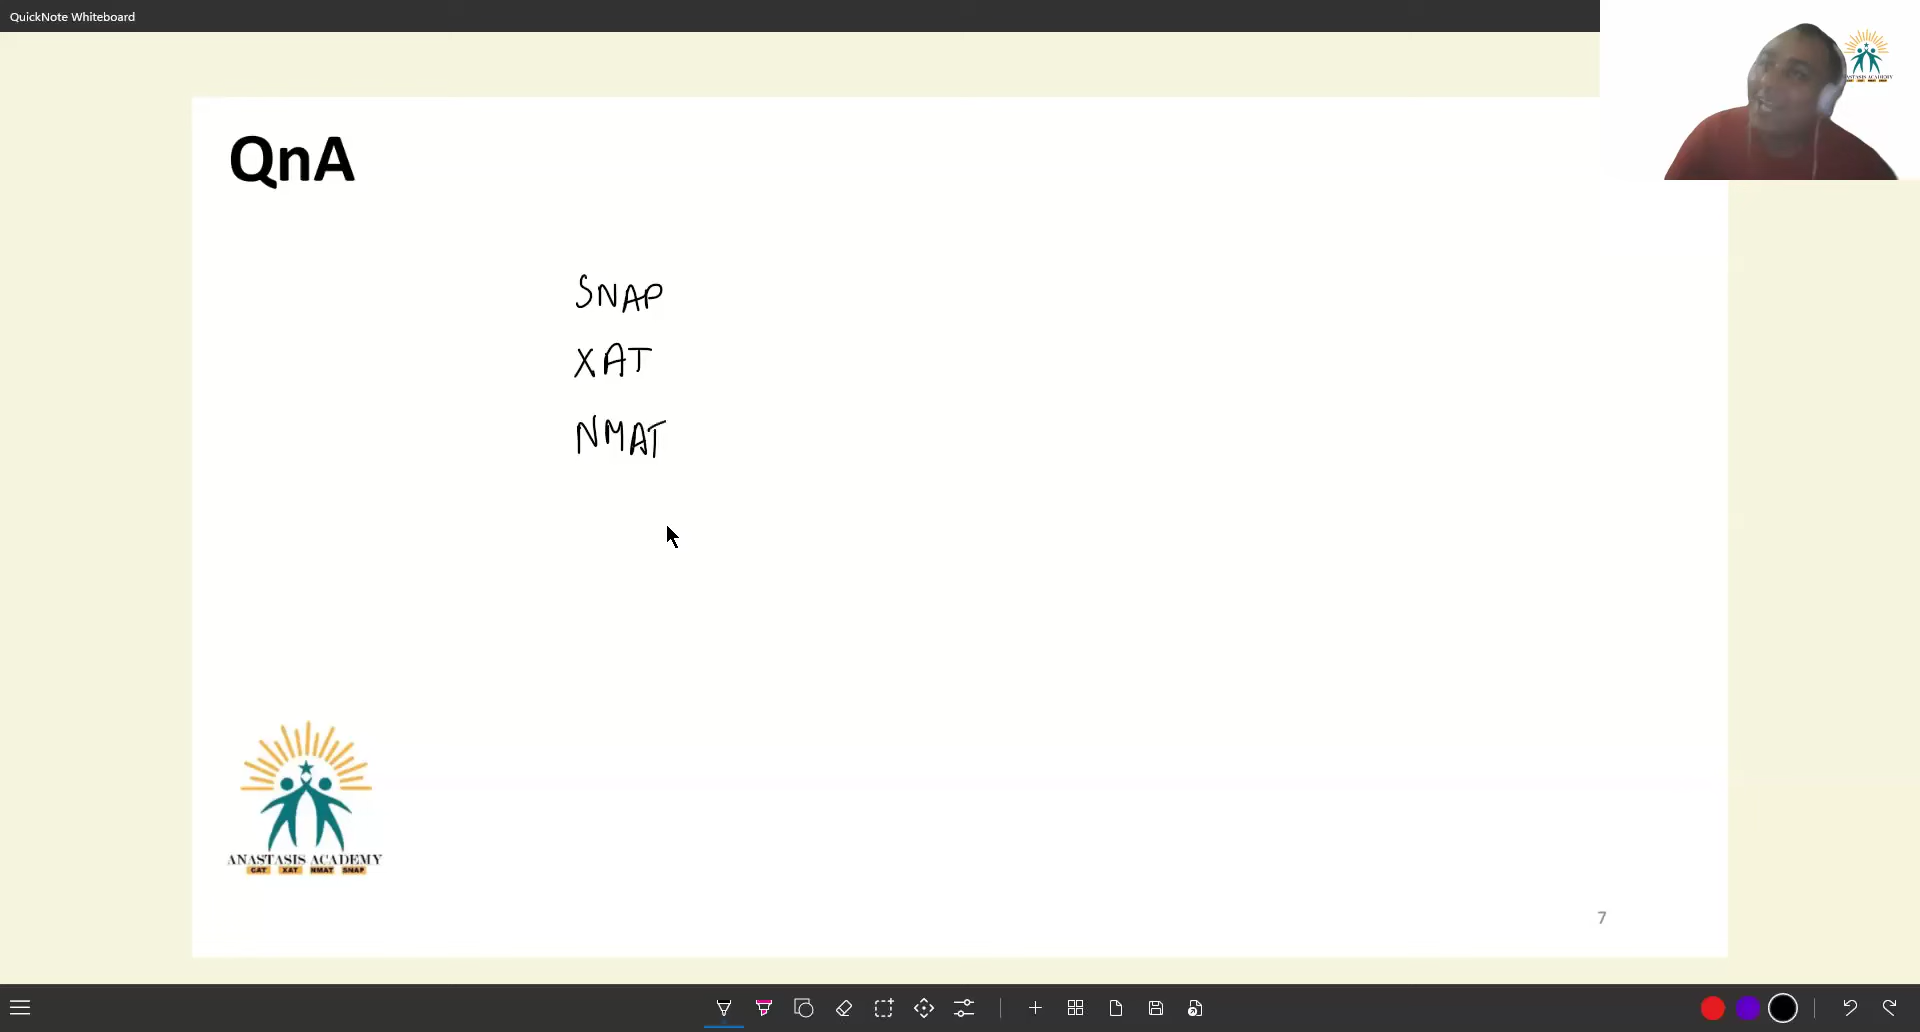 QuickNote Whiteboard
QnA
SNAP
XAT
NMAT
ANASTASIS ACADEMY
CAT XAT NMAT SNAP
7